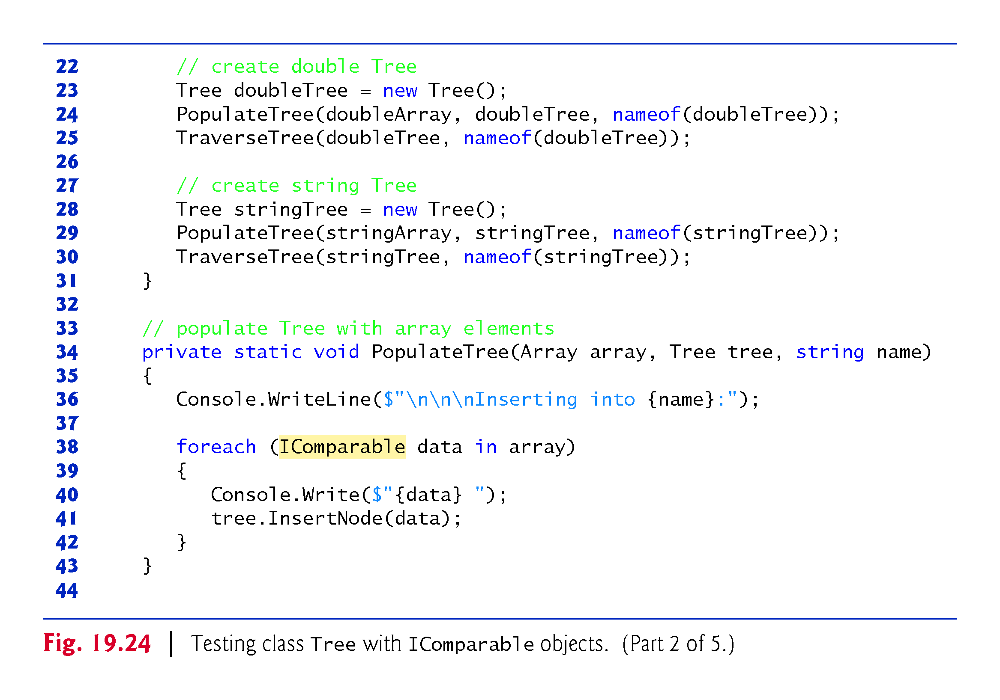 22 // create double Tree
23 Tree doubleTree = new Tree();
24 PopulateTree(doubleArray, doubleTree, nameof(doubleTree));
25 TraverseTree(doubleTree, nameof(doubleTree));
26
27 // create string Tree
28 Tree stringTree = new Tree();
29 PopulateTree(stringArray, stringTree, nameof(stringTree));
30 TraverseTree(stringTree, nameof(stringTree));
31 }
32
33 // populate Tree with array elements
34 private static void PopulateTree(Array array, Tree tree, string name)
35 {
36 Console.WriteLine($"\n\n\nInserting into {name}:");
37
38 foreach (IComparable data in array)
39 {
40 Console.Write($"{data} ");
41 tree.InsertNode(data);
42 }
43 }
44
Fig. 19.24 | Testing class Tree with IComparable objects. (Part 2 of 5.)